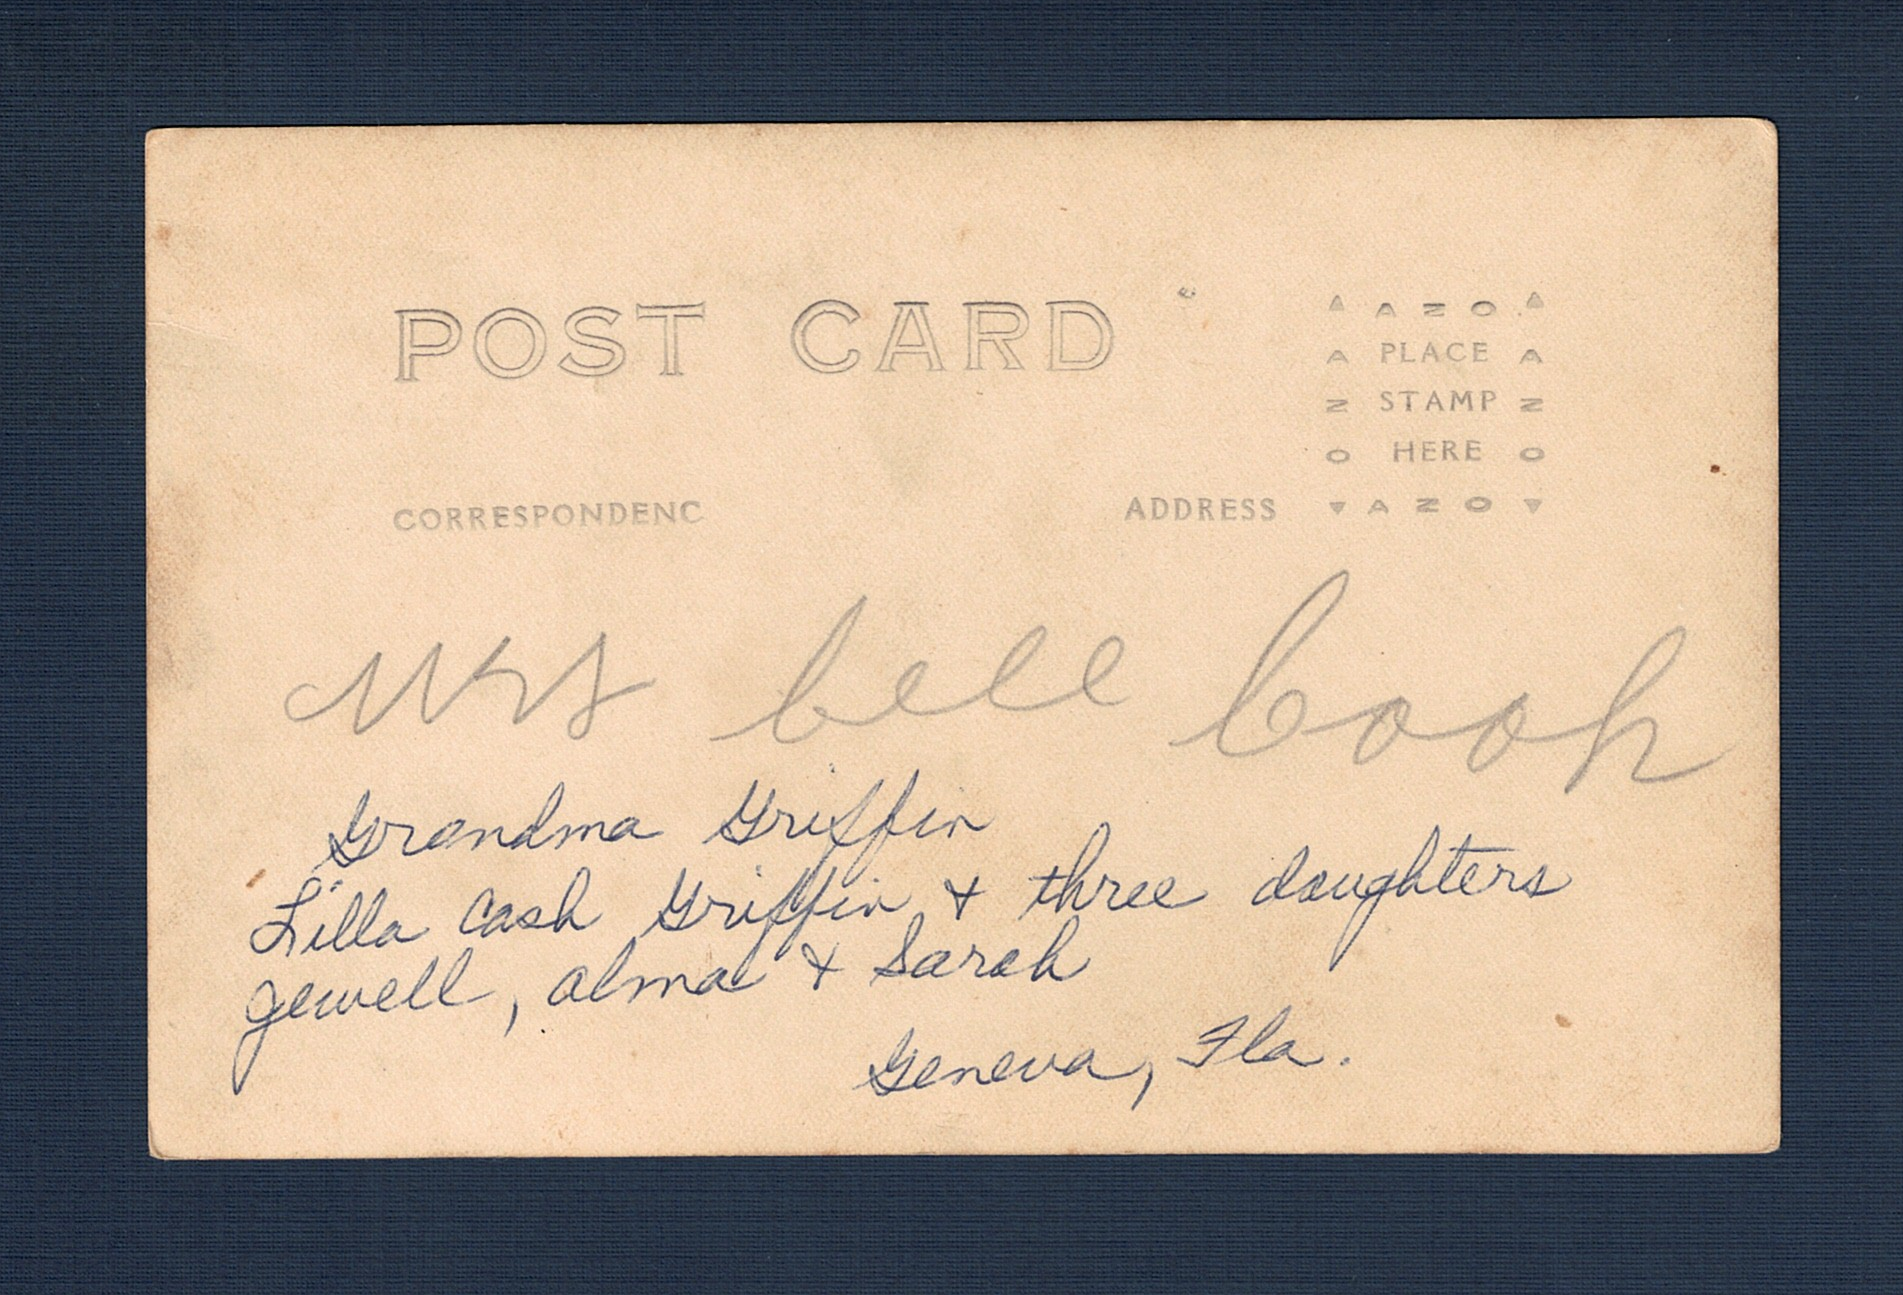 POST CARD
AZO
A PLACE A
N STAMP N
O HERE O
CORRESPONDENC
ADDRESS
AZO
Mrs bell Cook
Grandma Griffin
Lilla Cash Griffin + three daughters
Jewell, Alma + Sarah
Geneva, Fla.